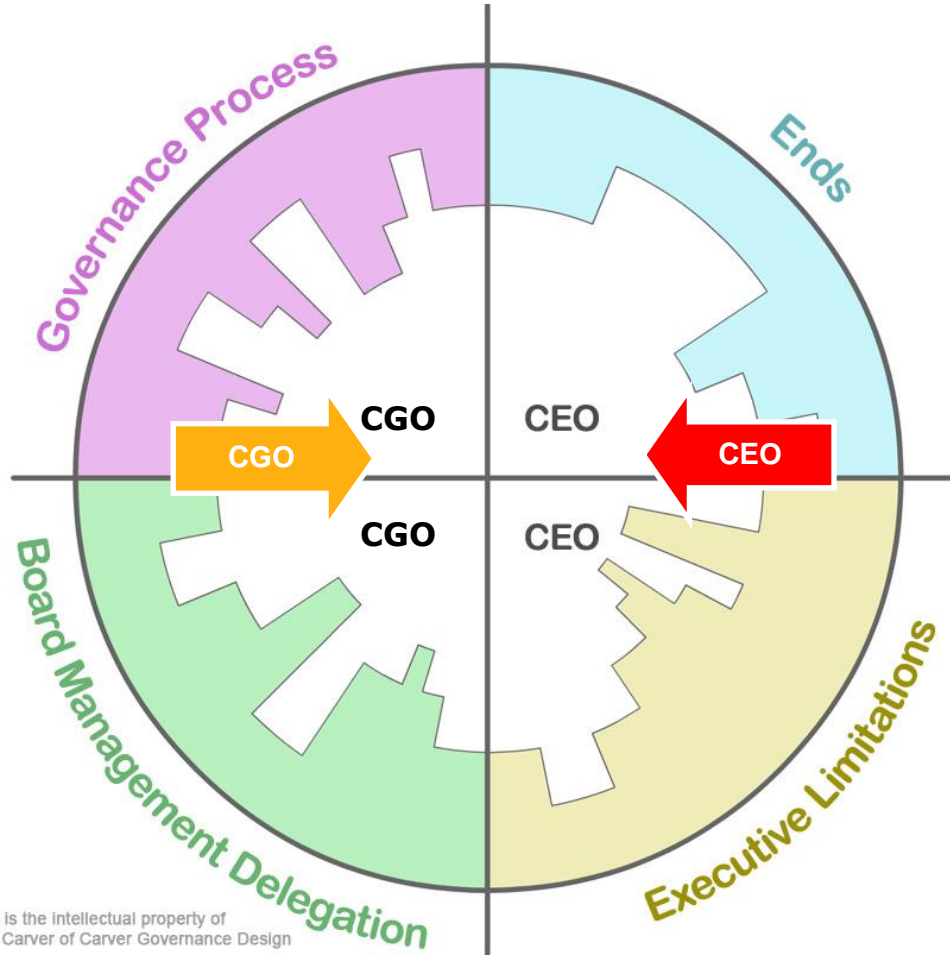 Governance Process
Ends
CGO
CEO
CGO
CEO
CGO
CEO
Board Management Delegation
Executive Limitations
is the intellectual property of
Carver of Carver Governance Design